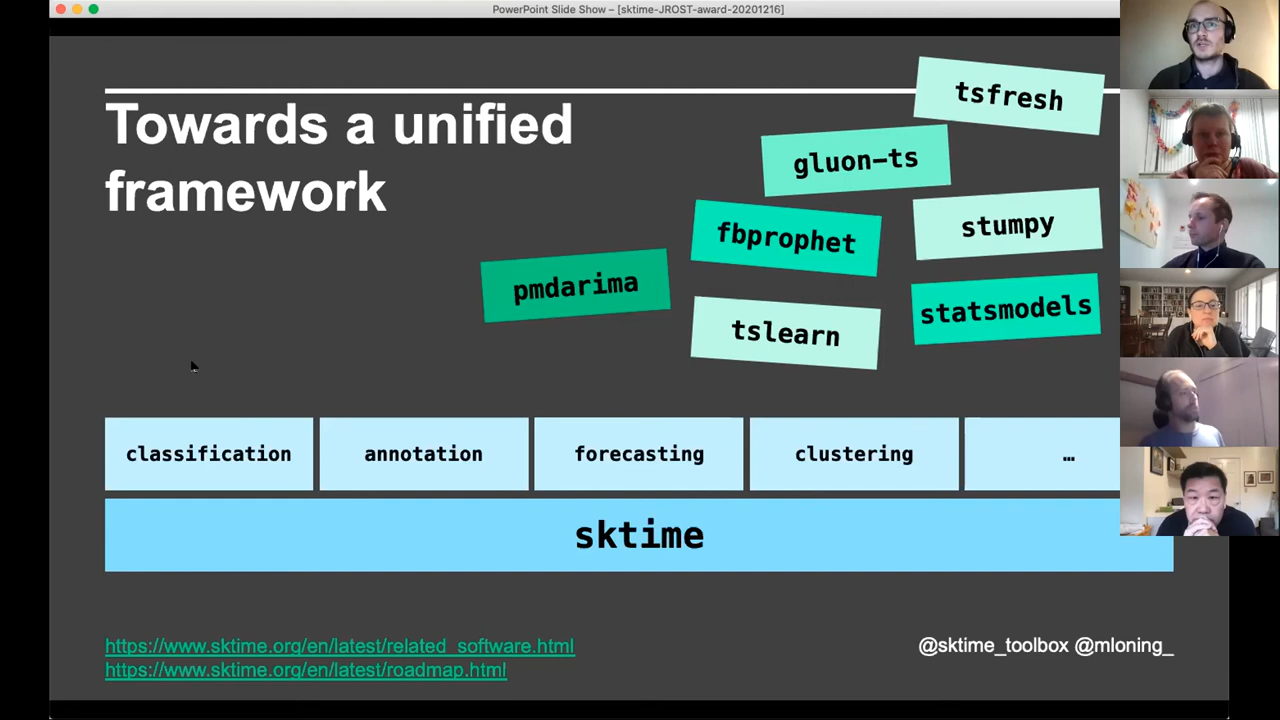 PowerPoint Slide Show – [sktime-JROST-award-20201216]
Towards a unified
framework
tsfresh
gluon-ts
fbprophet
stumpy
pmdarima
statsmodels
tslearn
classification
annotation
forecasting
clustering
…
sktime
https://www.sktime.org/en/latest/related_software.html
https://www.sktime.org/en/latest/roadmap.html
@sktime_toolbox @mloning_